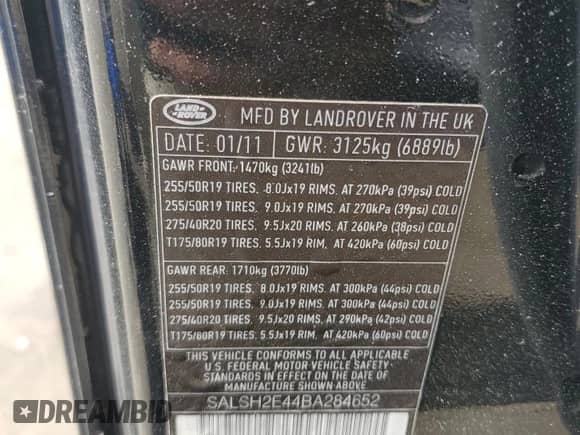 LAND
ROVER
MFD BY LANDROVER IN THE UK
DATE: 01/11 GWR: 3125kg (6889lb)
GAWR FRONT: 1470kg (3241lb)
255/50R19 TIRES. 8.0Jx19 RIMS. AT 270kPa (39psi) COLD
255/50R19 TIRES. 9.0Jx19 RIMS. AT 270kPa (39psi) COLD
275/40R20 TIRES. 9.5Jx20 RIMS. AT 260kPa (38psi) COLD
T175/80R19 TIRES. 5.5Jx19 RIM, AT 420kPa (60psi) COLD
GAWR REAR: 1710kg (3770lb)
255/50R19 TIRES. 8.0Jx19 RIMS. AT 300kPa (44psi) COLD
255/50R19 TIRES. 9.0Jx19 RIMS. AT 300kPa (44psi) COLD
275/40R20 TIRES. 9.5Jx20 RIMS. AT 290kPa (42psi) COLD
T175/80R19 TIRES. 5.5Jx19 RIM, AT 420kPa (60psi) COLD
THIS VEHICLE CONFORMS TO ALL APPLICABLE
U.S. FEDERAL MOTOR VEHICLE SAFETY
STANDARDS IN EFFECT ON THE DATE OF
MANUFACTURE SHOWN ABOVE
SALSH2E44BA284652
BIDFAX